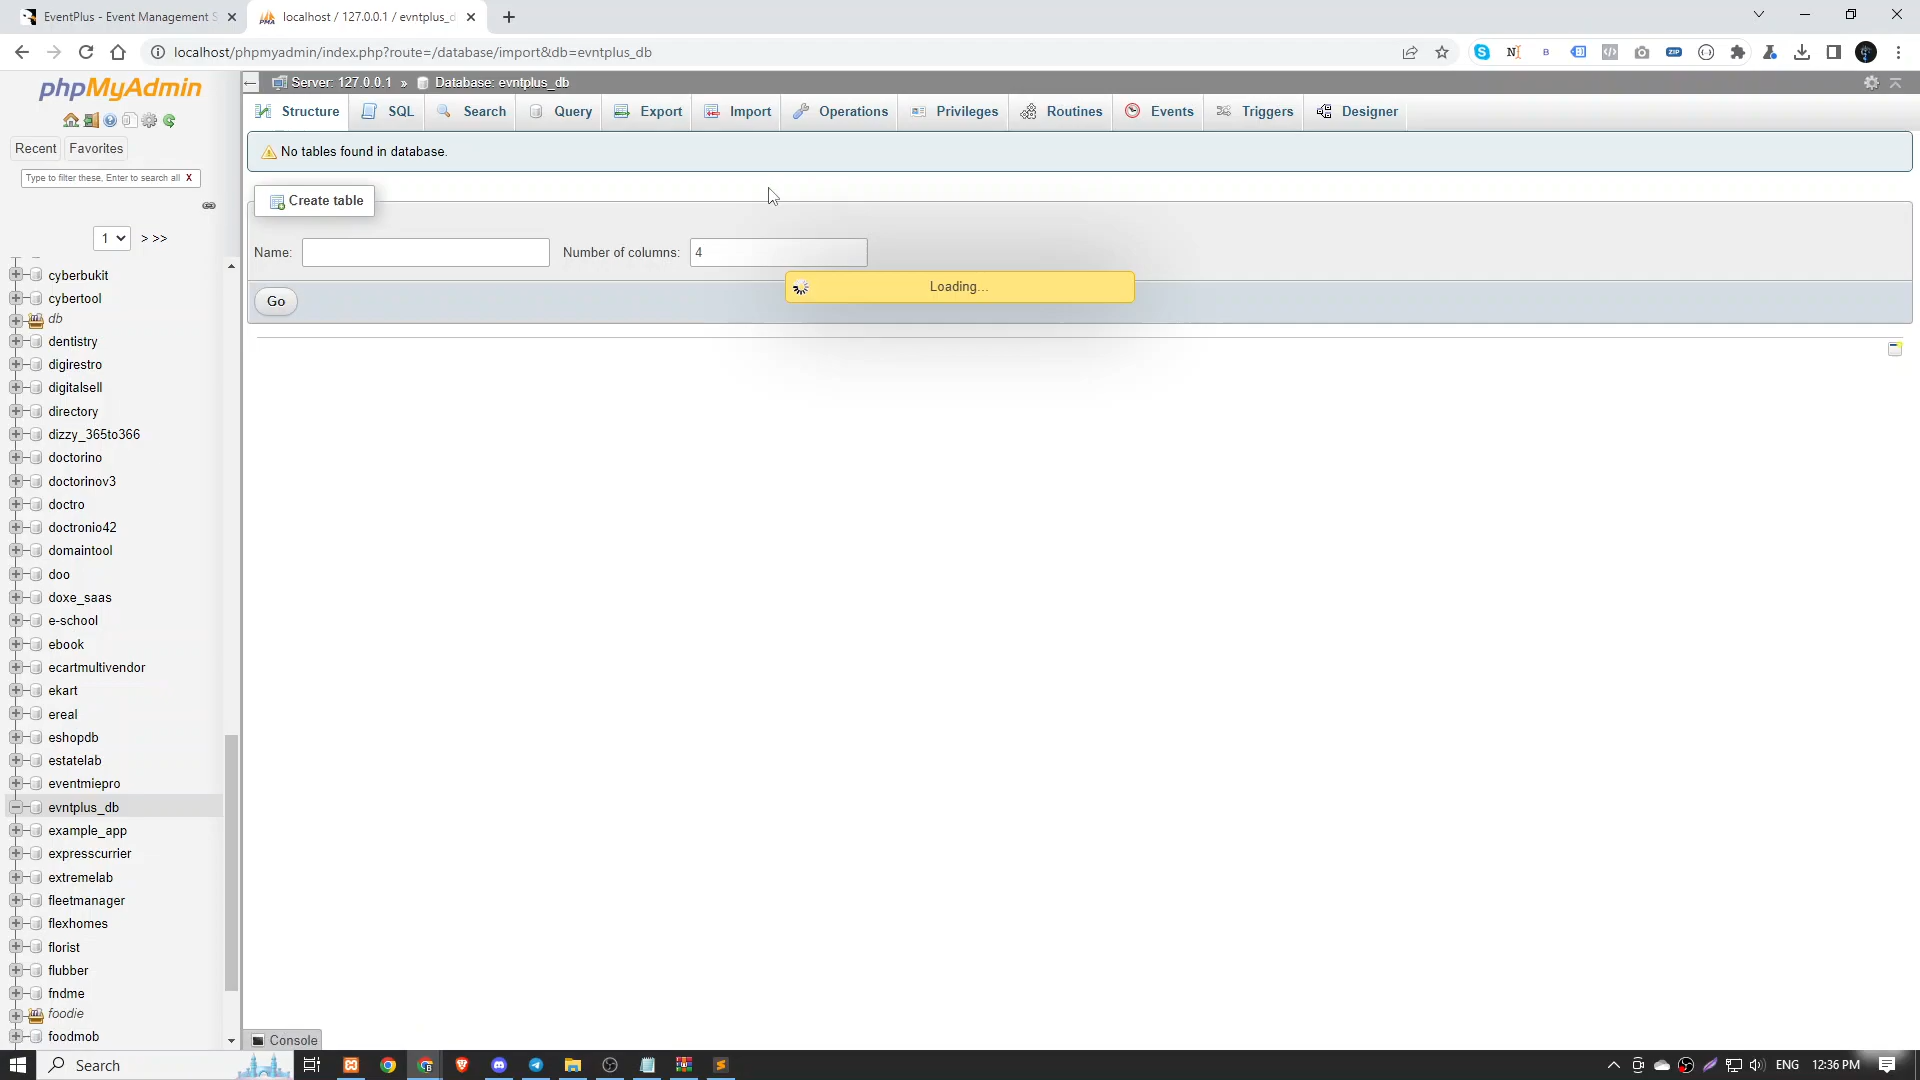 EventPlus - Event Management S
localhost / 127.0.0.1 / evntplus_d
localhost/phpmyadmin/index.php?route=/database/import&db=evntplus_db
phpMyAdmin
Server: 127.0.0.1 » Database: evntplus_db
Structure SQL Search Query Export Import Operations Privileges Routines Events Triggers Designer
Recent Favorites
No tables found in database.
Type to filter these, Enter to search all X
Create table
1 > >>
Name: Number of columns: 4
Loading...
Go
cyberbukit
cybertool
db
dentistry
digirestro
digitalsell
directory
dizzy_365to366
doctorino
doctorinov3
doctro
doctronio42
domaintool
doo
doxe_saas
e-school
ebook
ecartmultivendor
ekart
ereal
eshopdb
estatelab
eventmiepro
evntplus_db
example_app
expresscurrier
extremelab
fleetmanager
flexhomes
florist
flubber
fndme
foodie
foodmob
Console
Search
ENG 12:36 PM